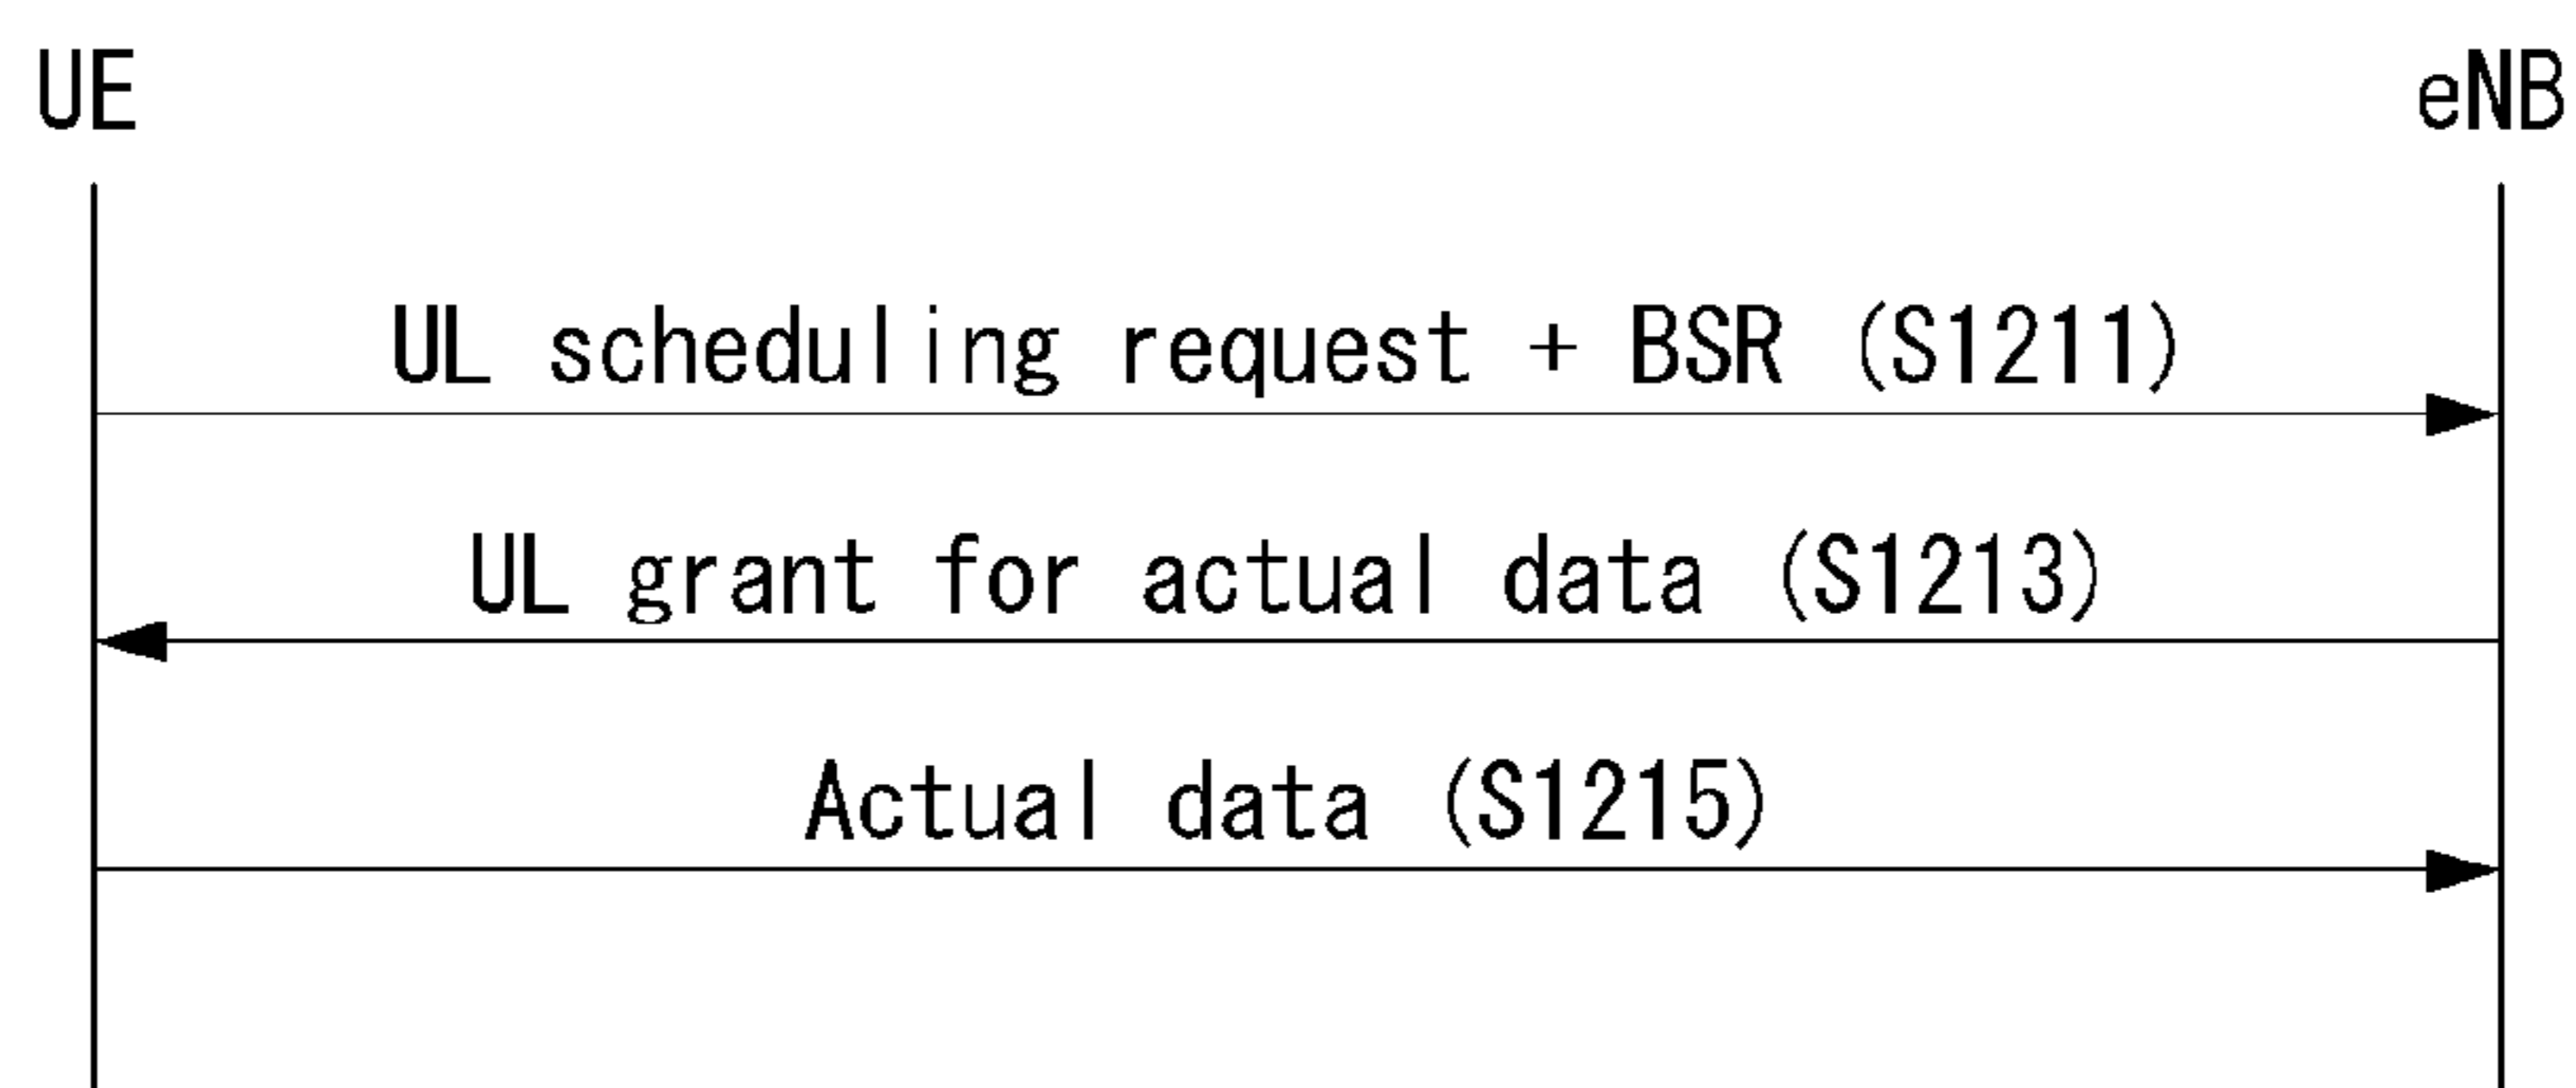 UE eNB
UL scheduling request + BSR (S1211)
UL grant for actual data (S1213)
Actual data (S1215)